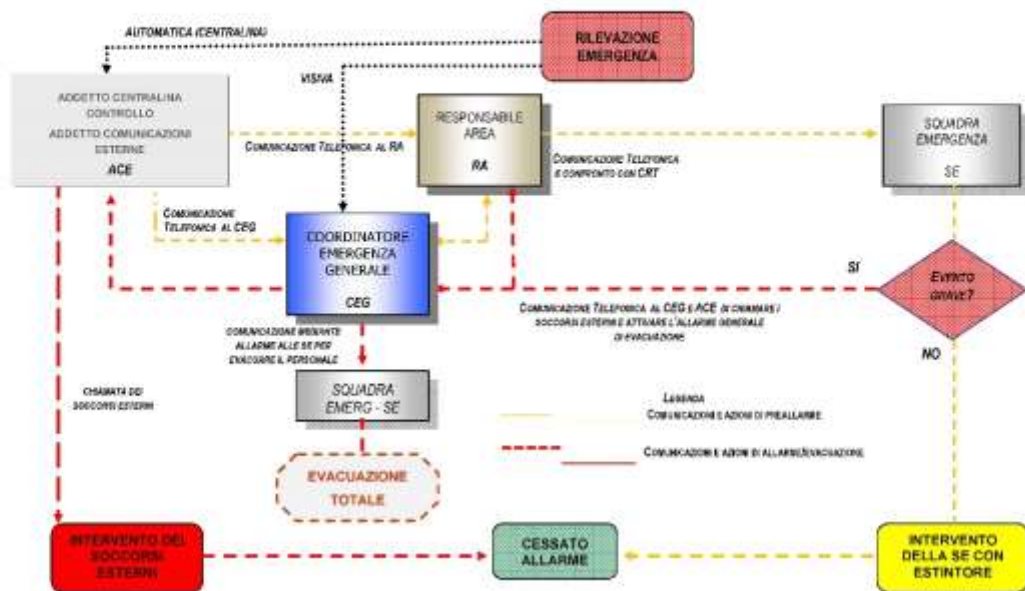 AUTOMATICA (CENTRALINA)
RILEVAZIONE
EMERGENZA
VISIVA
ADDETTO CENTRALINA
CONTROLLO
ADDETTO COMUNICAZIONI
ESTERNE
ACE
RESPONSABILE
AREA
RA
SQUADRA
EMERGENZA
SE
COMUNICAZIONE TELEFONICA AL RA
COMUNICAZIONE TELEFONICA
E CONFRONTO CON CRT
COMUNICAZIONE
TELEFONICA AL CEG
COORDINATORE
EMERGENZA
GENERALE
CEG
SI
EVENTO
GRAVE?
COMUNICAZIONE TELEFONICA AL CEG E ACE DI CHIAMARE I
SOCCORSI ESTERNI E ATTIVARE L'ALLARME GENERALE
DI EVACUAZIONE
COMUNICAZIONE MEDIANTE
ALLARME ALLE SE PER
EVACUARE IL PERSONALE
NO
SQUADRA
EMERG - SE
CHIAMATA DEI
SOCCORSI ESTERNI
LEGENDA
COMUNICAZIONI E AZIONI DI PREALLARME
COMUNICAZIONI E AZIONI DI ALLARME/EVACUAZIONE
EVACUAZIONE
TOTALE
INTERVENTO DEI
SOCCORSI
ESTERNI
CESSATO
ALLARME
INTERVENTO
DELLA SE CON
ESTINTORE